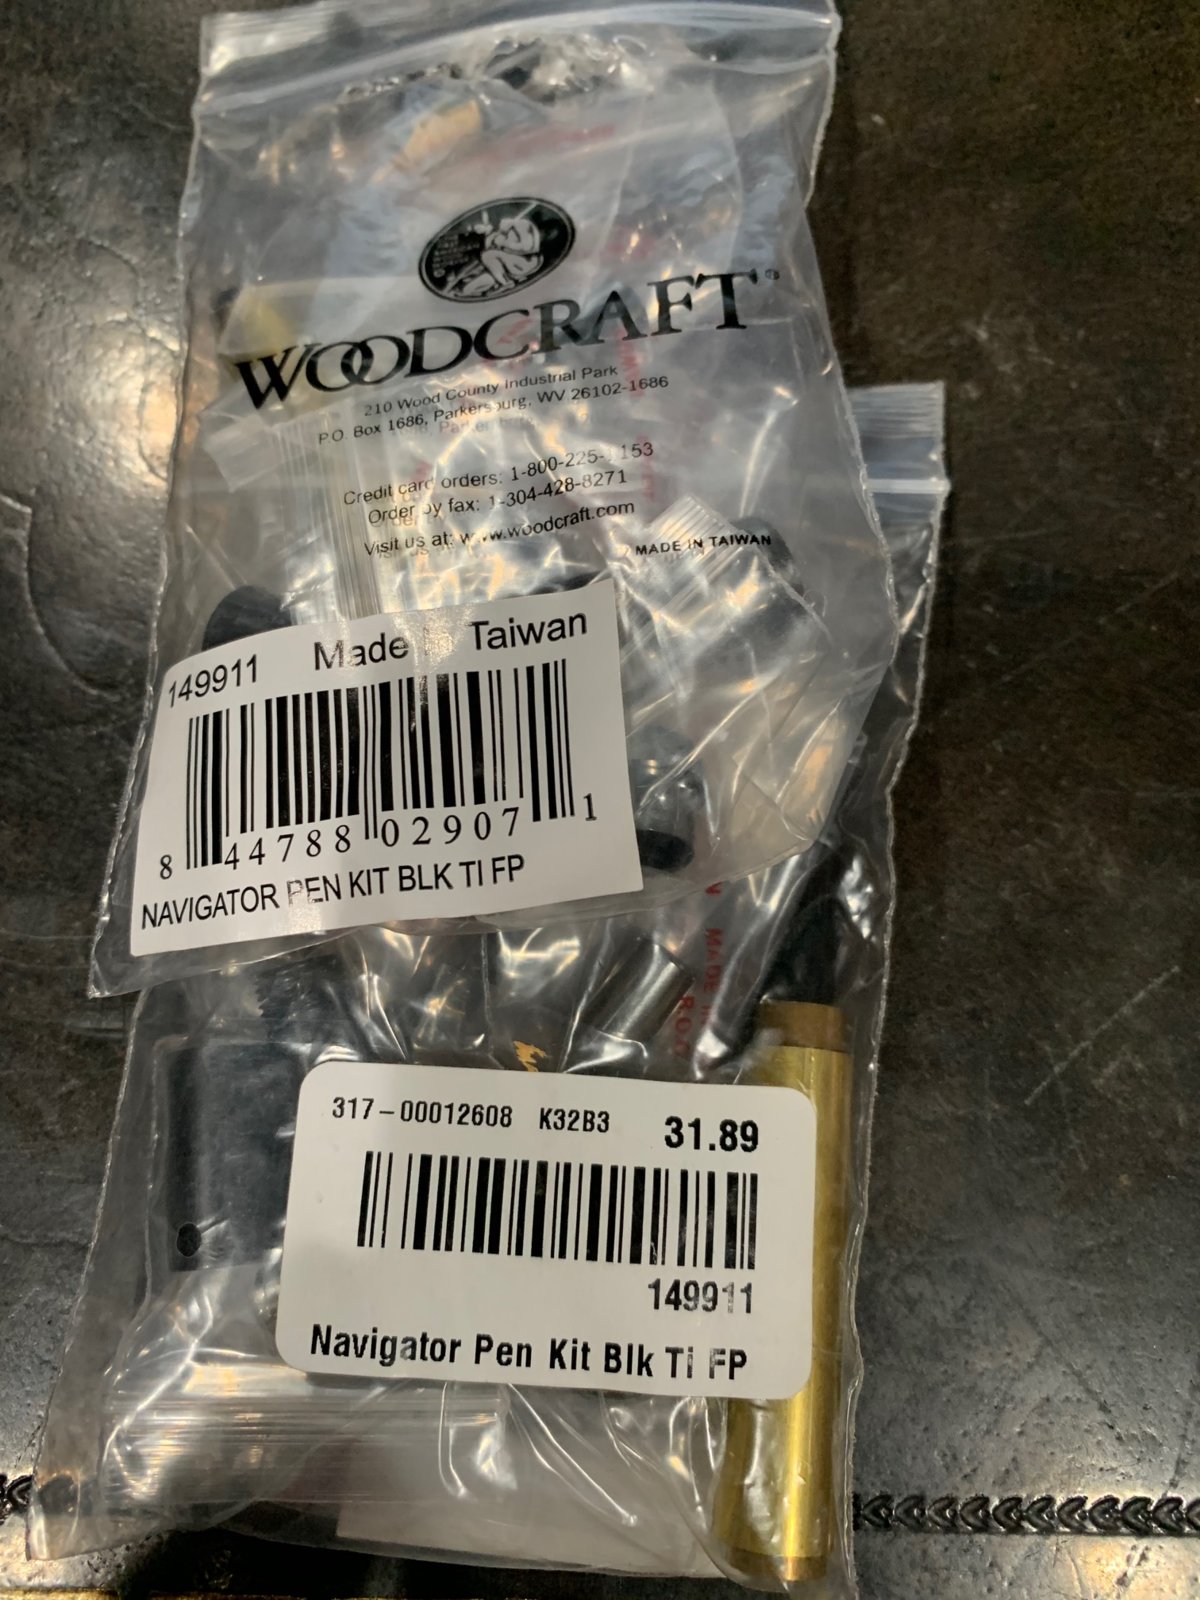 WOODCRAFT®
210 Wood County Industrial Park
P.O. Box 1686, Parkersburg, WV 26102-1686
Credit card orders: 1-800-225- 153
Order by fax: 1-304-428-8271
Visit us at: www.woodcraft.com
MADE IN TAIWAN
149911 Made Taiwan
8 44788 02907 1
NAVIGATOR PEN KIT BLK TI FP
MADE IN
R.O.C
317-00012608 K32B3 31.89
149911
Navigator Pen Kit Blk Ti FP